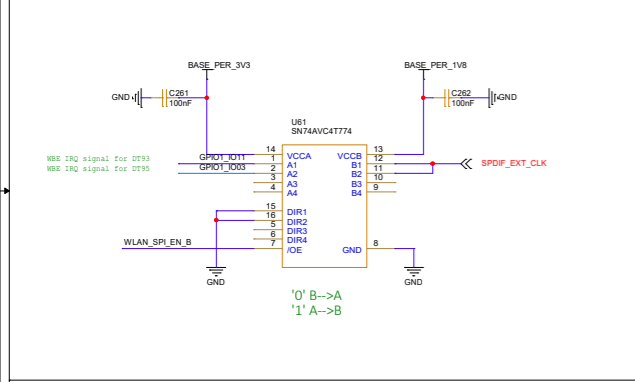 BASE_PER_3V3
BASE_PER_1V8
GND
C261
100nF
C262
100nF
GND
U61
SN74AVC4T774
WBE IRQ signal for DT93
WBE IRQ signal for DT95
GPIO1_IO11
GPIO1_IO03
14 VCCA
1 A1
2 A2
3 A3
4 A4
15 DIR1
16 DIR2
5 DIR3
6 DIR4
7 /OE
VCCB 13
B1 12
B2 11
B3 10
B4 9
GND 8
SPDIF_EXT_CLK
WLAN_SPI_EN_B
GND
GND
'0' B-->A
'1' A-->B